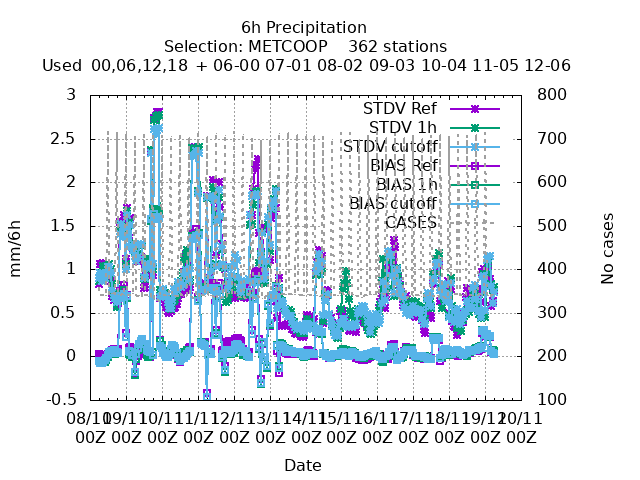 6h Precipitation
Selection: METCOOP 362 stations
Used 00,06,12,18 + 06-00 07-01 08-02 09-03 10-04 11-05 12-06
3 800
STDV Ref
STDV 1h
2.5 700
STDV cutoff
BIAS Ref
2 600
BIAS 1h
BIAS cutoff
1.5 500
CASES
mm/6h
No cases
1 400
0.5 300
0 200
-0.5 100
08/11 09/11 10/11 11/11 12/11 13/11 14/11 15/11 16/11 17/11 18/11 19/11 20/11
00Z 00Z 00Z 00Z 00Z 00Z 00Z 00Z 00Z 00Z 00Z 00Z 00Z
Date